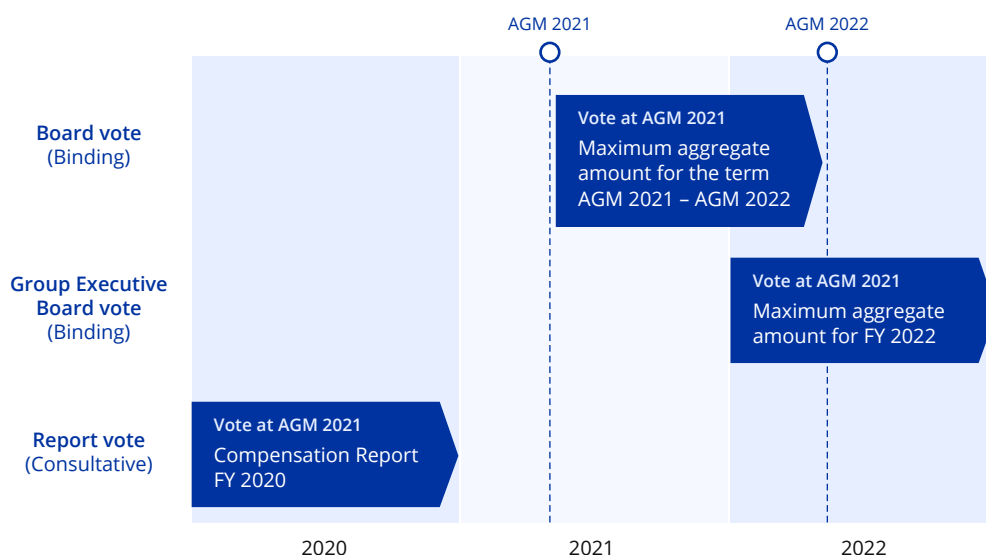 AGM 2021
AGM 2022
Board vote
(Binding)
Vote at AGM 2021
Maximum aggregate
amount for the term
AGM 2021 – AGM 2022
Group Executive
Board vote
(Binding)
Vote at AGM 2021
Maximum aggregate
amount for FY 2022
Report vote
(Consultative)
Vote at AGM 2021
Compensation Report
FY 2020
2020
2021
2022